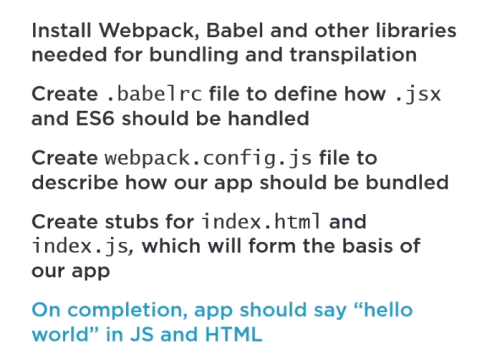 Install Webpack, Babel and other libraries
needed for bundling and transpilation
Create .babelrc file to define how .jsx
and ES6 should be handled
Create webpack.config.js file to
describe how our app should be bundled
Create stubs for index.html and
index.js, which will form the basis of
our app
On completion, app should say “hello
world” in JS and HTML